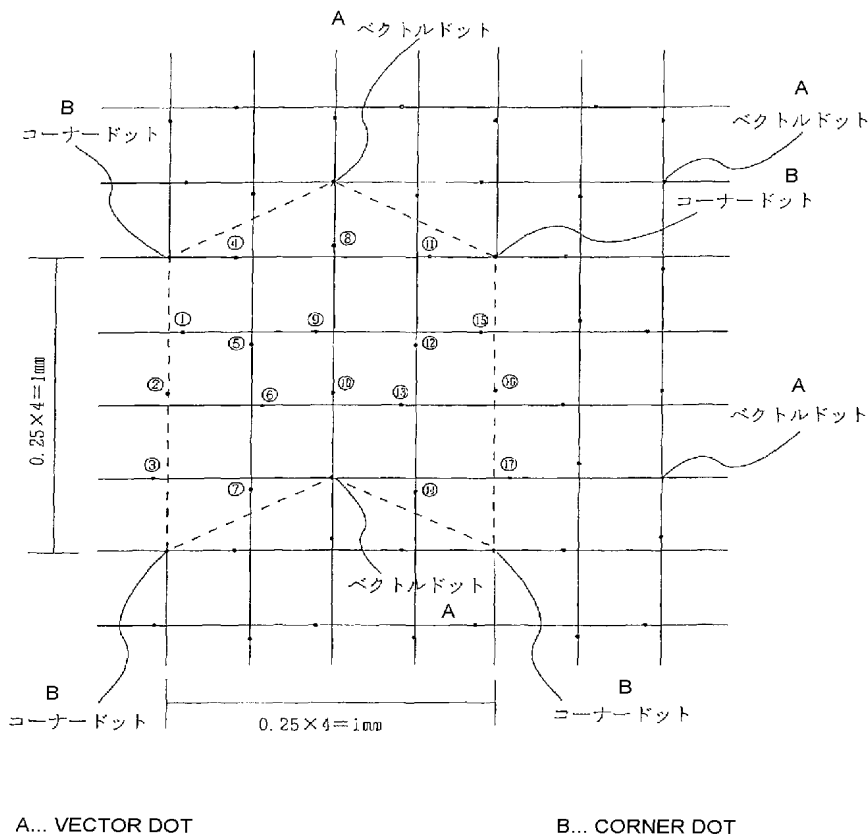 A
ベクトルドット
A
ベクトルドット
B
コーナードット
B
コーナードット
④
⑧
⑪
①
⑨
⑮
⑤
⑫
②
⑩
⑯
⑥
⑬
A
ベクトルドット
0.25×4=1mm
③
⑰
⑦
⑭
ベクトルドット
A
B
コーナードット
B
コーナードット
0.25×4=1mm
A... VECTOR DOT
B... CORNER DOT